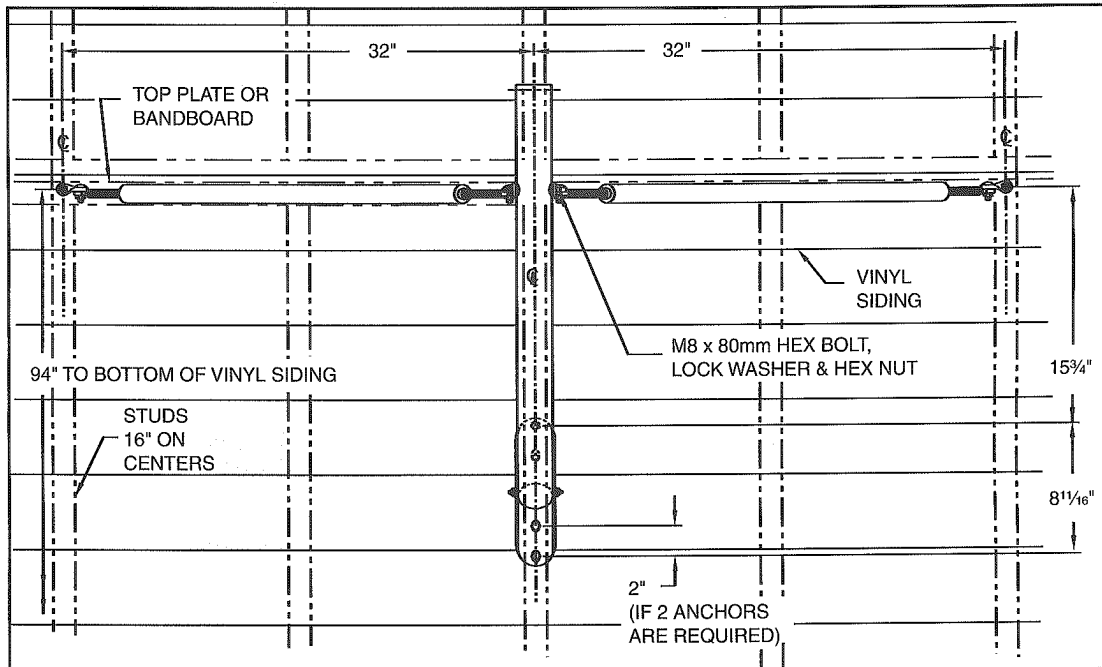 32"
32"
TOP PLATE OR
BANDBOARD
℄
℄
℄
VINYL
SIDING
M8 x 80mm HEX BOLT,
LOCK WASHER & HEX NUT
15¾"
94" TO BOTTOM OF VINYL SIDING
STUDS
16" ON
CENTERS
8¹¹⁄₁₆"
2"
(IF 2 ANCHORS
ARE REQUIRED)